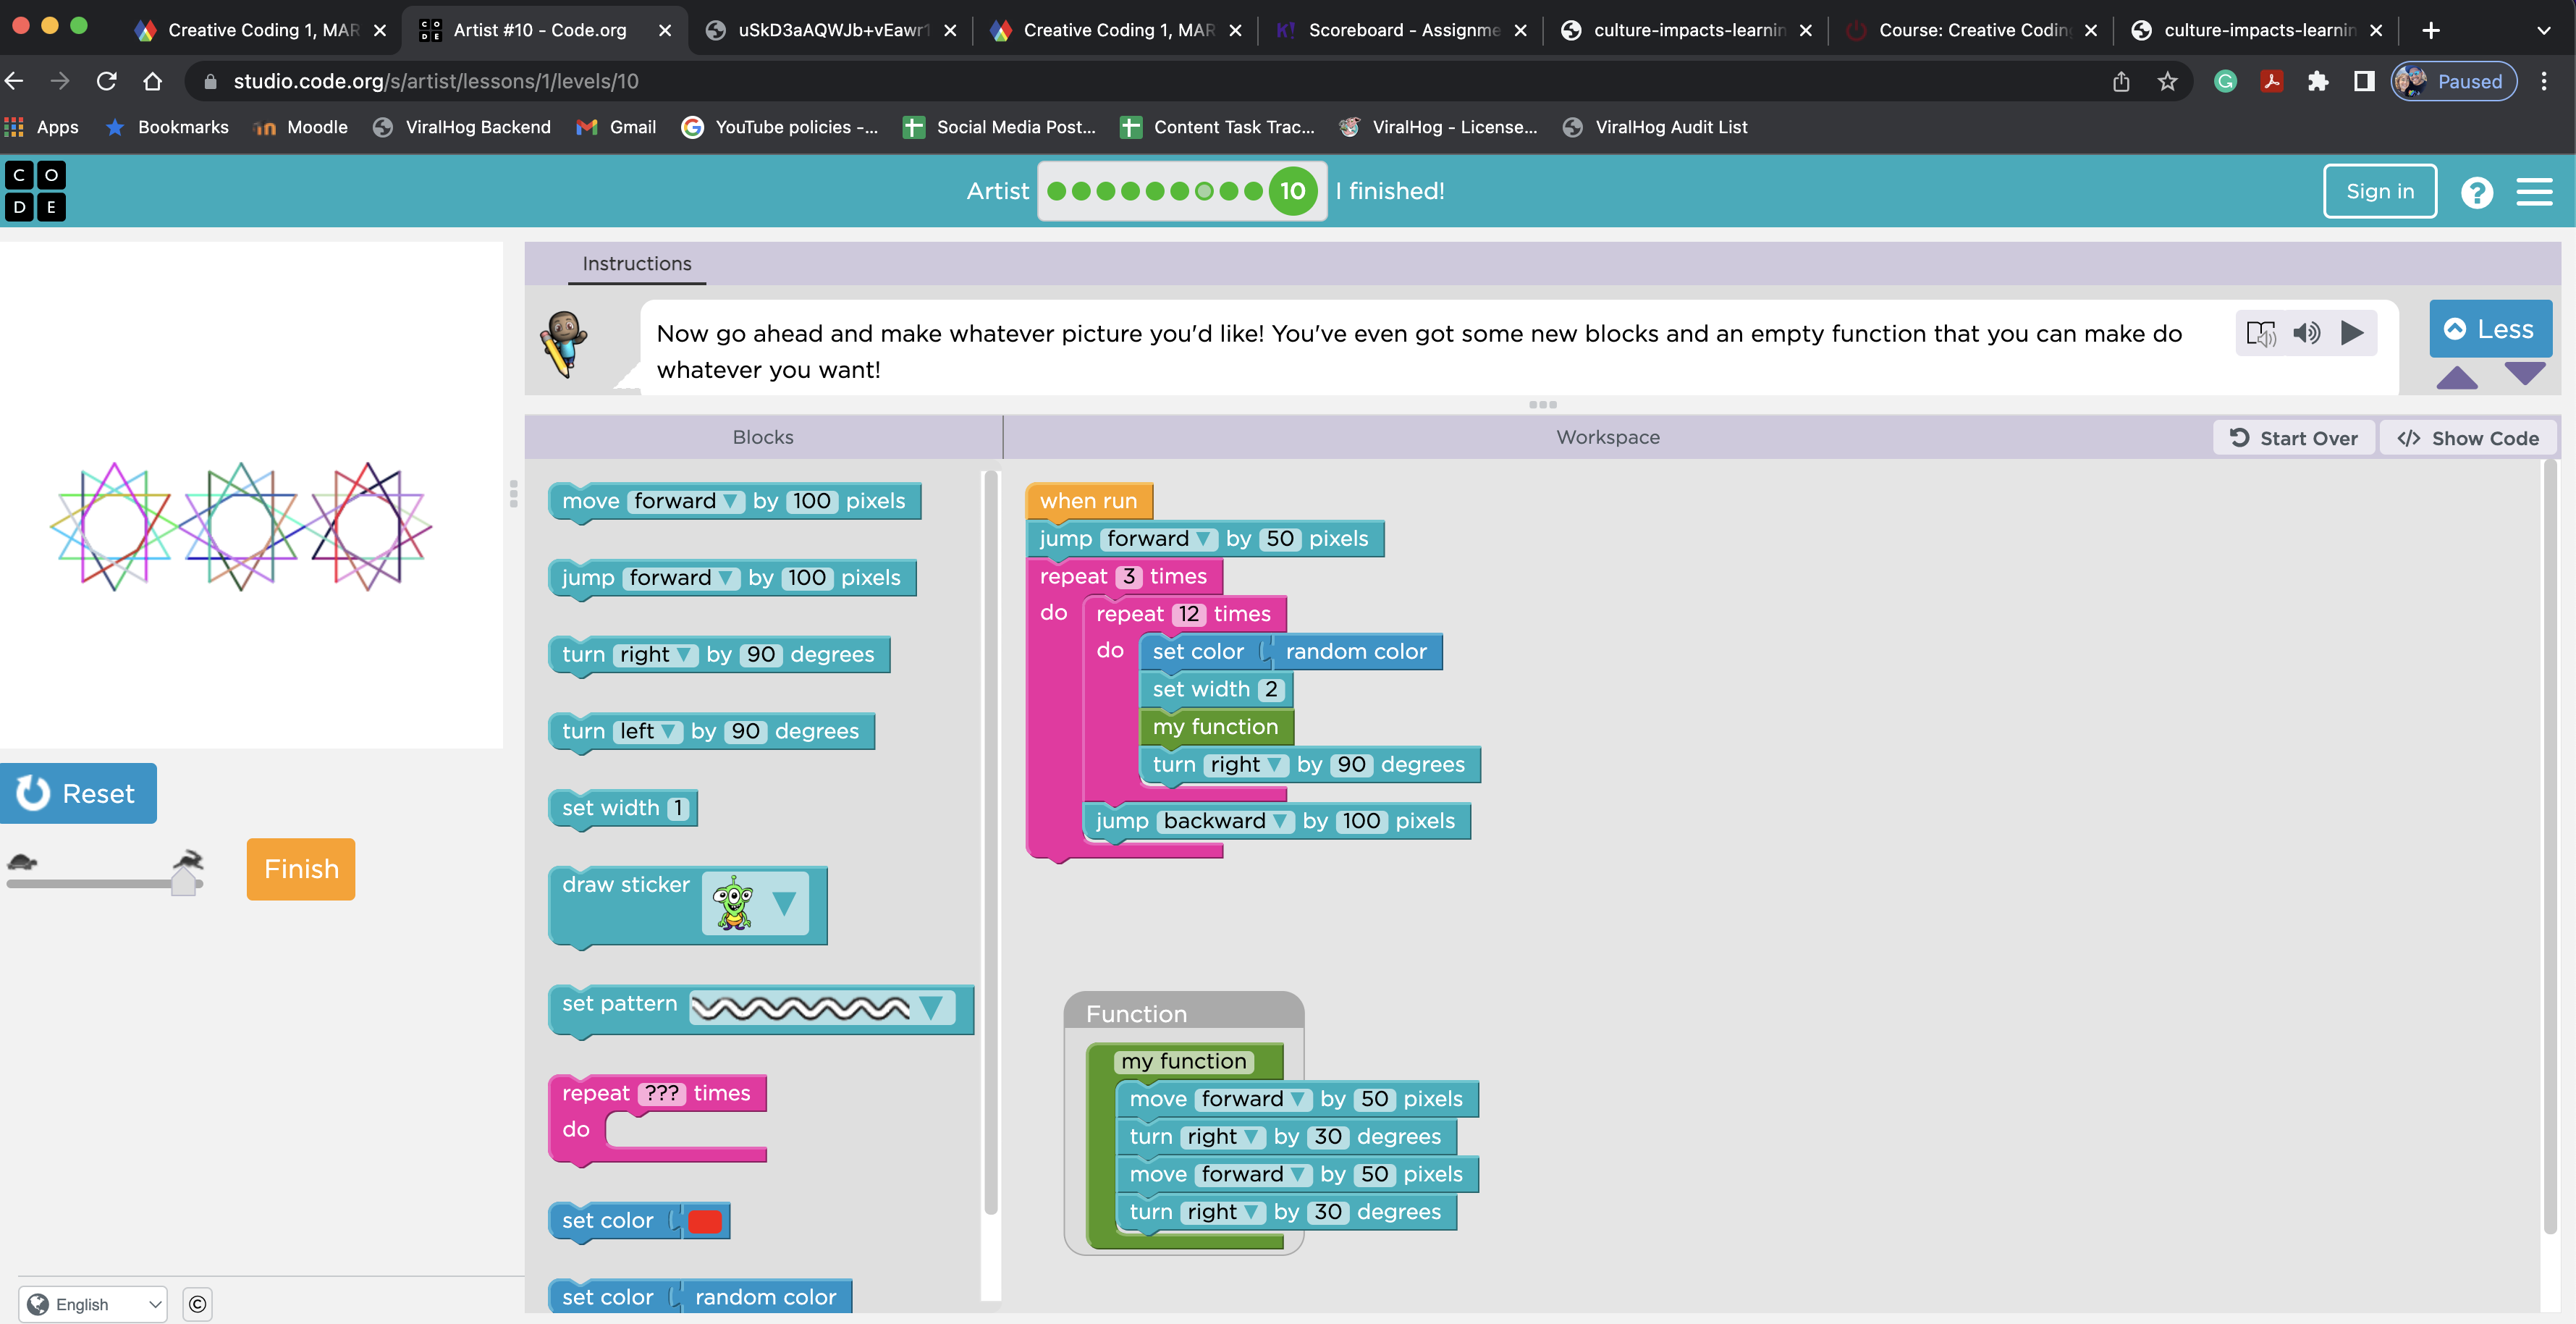 Creative Coding 1, MAR
Artist #10 - Code.org
uSkD3aAQWJb+vEawr1
Creative Coding 1, MAR
K! Scoreboard - Assignme
culture-impacts-learnin
Course: Creative Coding
culture-impacts-learnin
studio.code.org/s/artist/lessons/1/levels/10
Paused
Apps
Bookmarks
Moodle
ViralHog Backend
Gmail
YouTube policies -...
Social Media Post...
Content Task Trac...
ViralHog - License...
ViralHog Audit List
C O
D E
Artist
10
I finished!
Sign in
?
Instructions
Now go ahead and make whatever picture you'd like! You've even got some new blocks and an empty function that you can make do
whatever you want!
Less
Blocks
Workspace
Start Over
</> Show Code
Reset
Finish
move forward by 100 pixels
jump forward by 100 pixels
turn right by 90 degrees
turn left by 90 degrees
set width 1
draw sticker
set pattern
repeat ??? times
do
set color
set color random color
when run
jump forward by 50 pixels
repeat 3 times
do repeat 12 times
do set color random color
set width 2
my function
turn right by 90 degrees
jump backward by 100 pixels
Function
my function
move forward by 50 pixels
turn right by 30 degrees
move forward by 50 pixels
turn right by 30 degrees
English
©